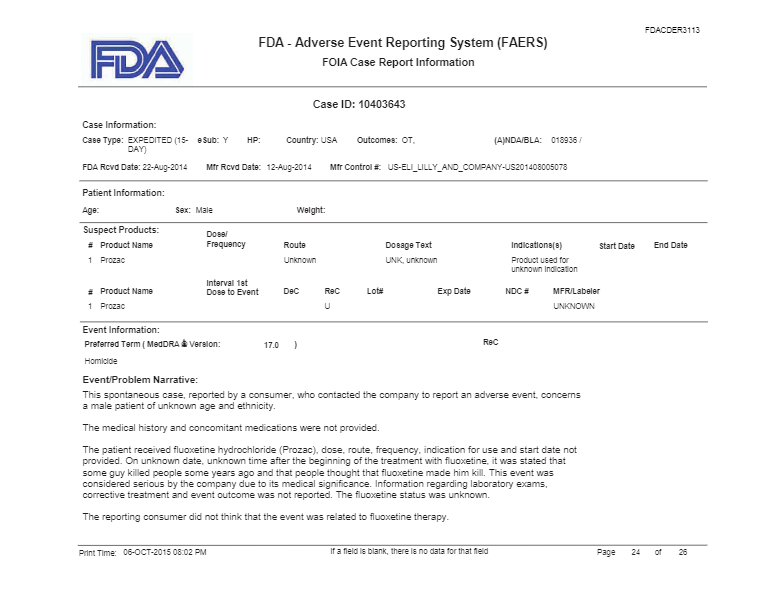 FDACDER3113
FDA
FDA - Adverse Event Reporting System (FAERS)
FOIA Case Report Information
Case ID: 10403643
Case Information:
Case Type: EXPEDITED (15-DAY) eSub: Y HP: Country: USA Outcomes: OT, (A)NDA/BLA: 018936 /
FDA Rcvd Date: 22-Aug-2014 Mfr Rcvd Date: 12-Aug-2014 Mfr Control #: US-ELI_LILLY_AND_COMPANY-US201408005078
Patient Information:
Age: Sex: Male Weight:
Suspect Products:
# Product Name Dose/Frequency Route Dosage Text Indications(s) Start Date End Date
1 Prozac Unknown UNK, unknown Product used for unknown indication
# Product Name Interval 1st Dose to Event DeC ReC Lot# Exp Date NDC # MFR/Labeler
1 Prozac U UNKNOWN
Event Information:
Preferred Term ( MedDRA Version: 17.0 ) ReC
Homicide
Event/Problem Narrative:
This spontaneous case, reported by a consumer, who contacted the company to report an adverse event, concerns
a male patient of unknown age and ethnicity.
The medical history and concomitant medications were not provided.
The patient received fluoxetine hydrochloride (Prozac), dose, route, frequency, indication for use and start date not
provided. On unknown date, unknown time after the beginning of the treatment with fluoxetine, it was stated that
some guy killed people some years ago and that people thought that fluoxetine made him kill. This event was
considered serious by the company due to its medical significance. Information regarding laboratory exams,
corrective treatment and event outcome was not reported. The fluoxetine status was unknown.
The reporting consumer did not think that the event was related to fluoxetine therapy.
Print Time: 06-OCT-2015 08:02 PM If a field is blank, there is no data for that field Page 24 of 26